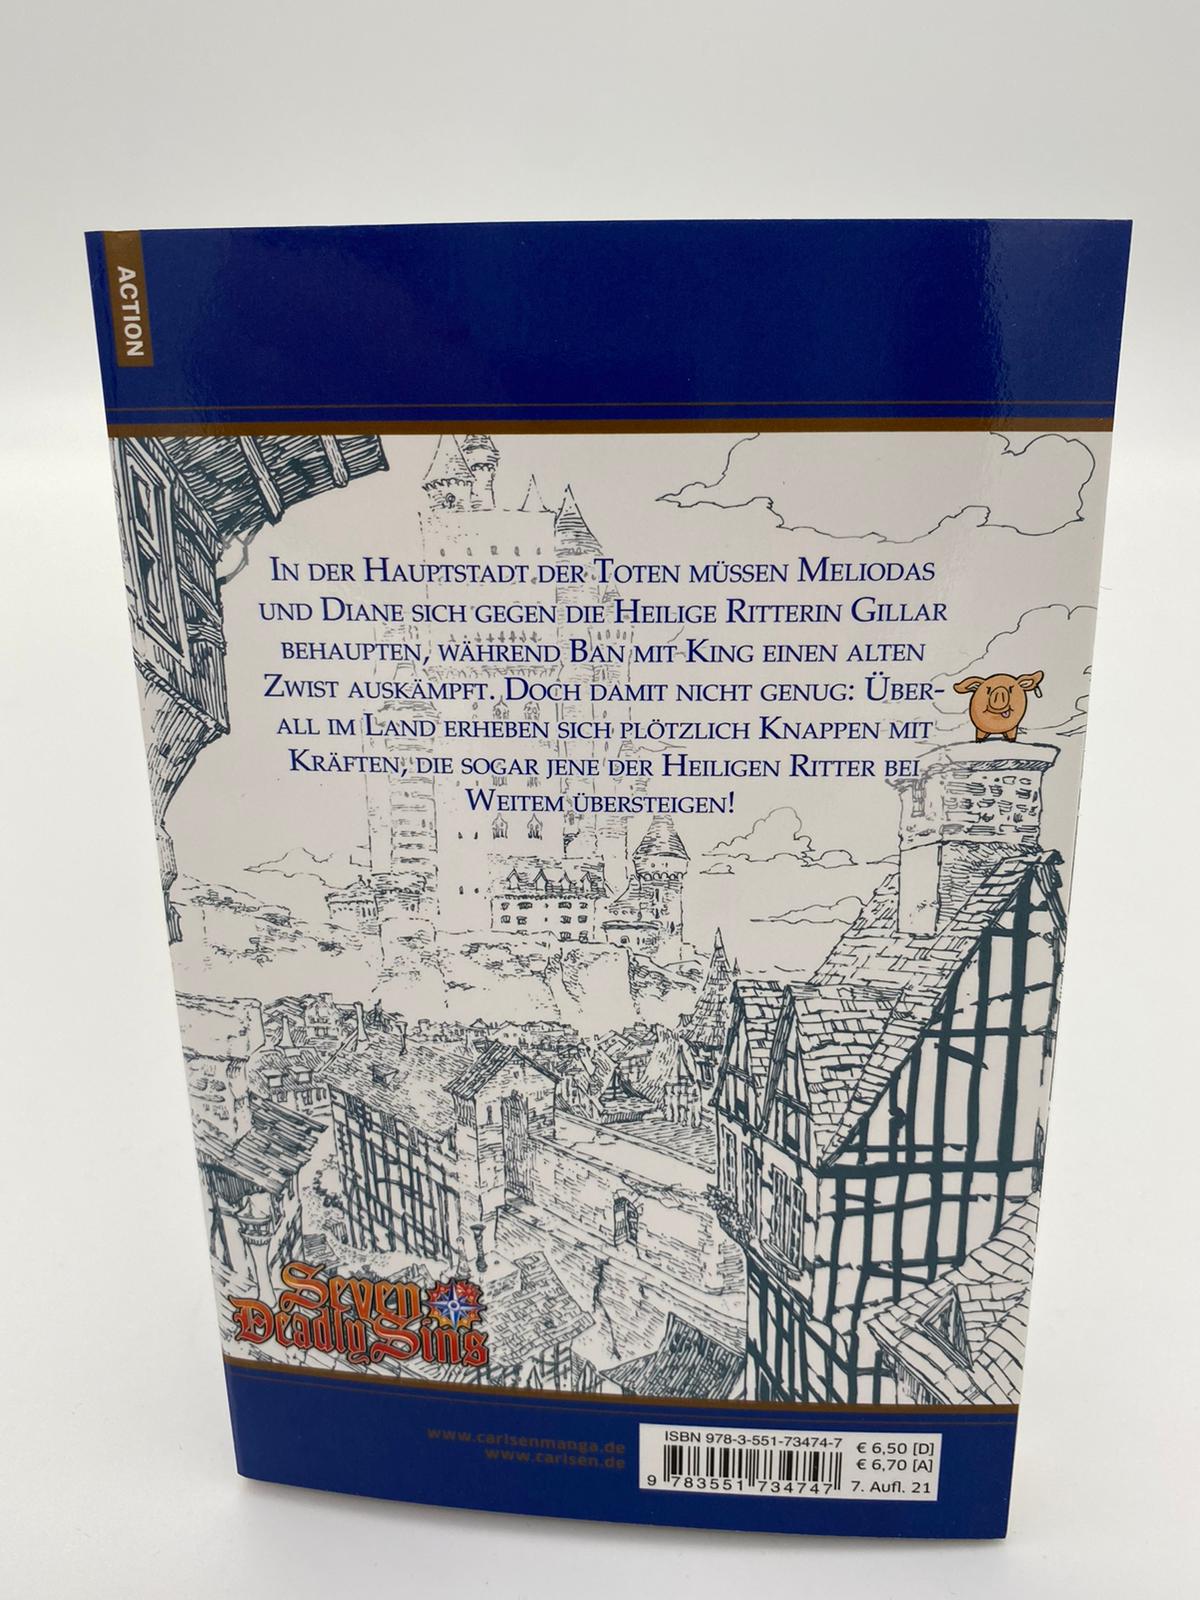 ACTION
In der Hauptstadt der Toten müssen Meliodas
und Diane sich gegen die Heilige Ritterin Gillar
behaupten, während Ban mit King einen alten
Zwist auskämpft. Doch damit nicht genug: Über-
all im Land erheben sich plötzlich Knappen mit
Kräften, die sogar jene der Heiligen Ritter bei
Weitem übersteigen!
Seven
Deadly Sins
www.carlsenmanga.de
www.carlsen.de
ISBN 978-3-551-73474-7
€ 6,50 [D]
€ 6,70 [A]
9 783551 734747
7. Aufl. 21